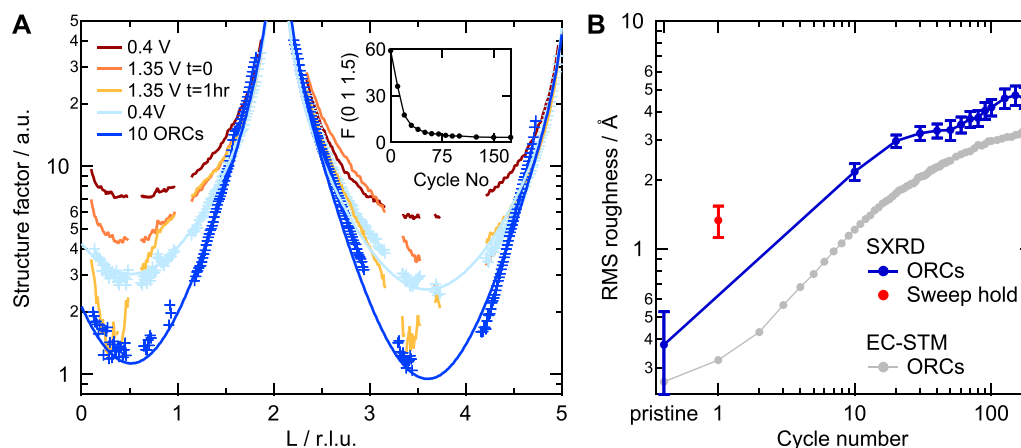 A
0.4 V
1.35 V t=0
1.35 V t=1hr
0.4V
10 ORCs
Structure factor / a.u.
5
4
3
2
10
6
5
4
3
2
1
0 1 2 3 4 5
L / r.l.u.
F (0 1 1.5)
60
30
0
0 75 150
Cycle No
B
RMS roughness / Å
10
6
5
4
3
2
1
6
5
4
3
2
pristine 1 10 100
Cycle number
SXRD
ORCs
Sweep hold
EC-STM
ORCs